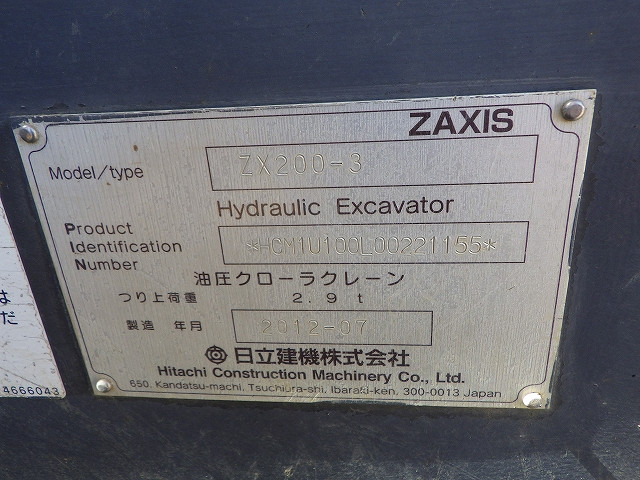 ZAXIS
Model/type ZX200-3
Hydraulic Excavator
Product
Identification *HCM1U100L00221155*
Number
油圧クローラクレーン
つり上荷重 2.9 t
製造 年月 2012-07
日立建機株式会社
Hitachi Construction Machinery Co., Ltd.
650, Kandatsu-machi, Tsuchiura-shi, Ibaraki-ken, 300-0013 Japan
は
だ
4666043